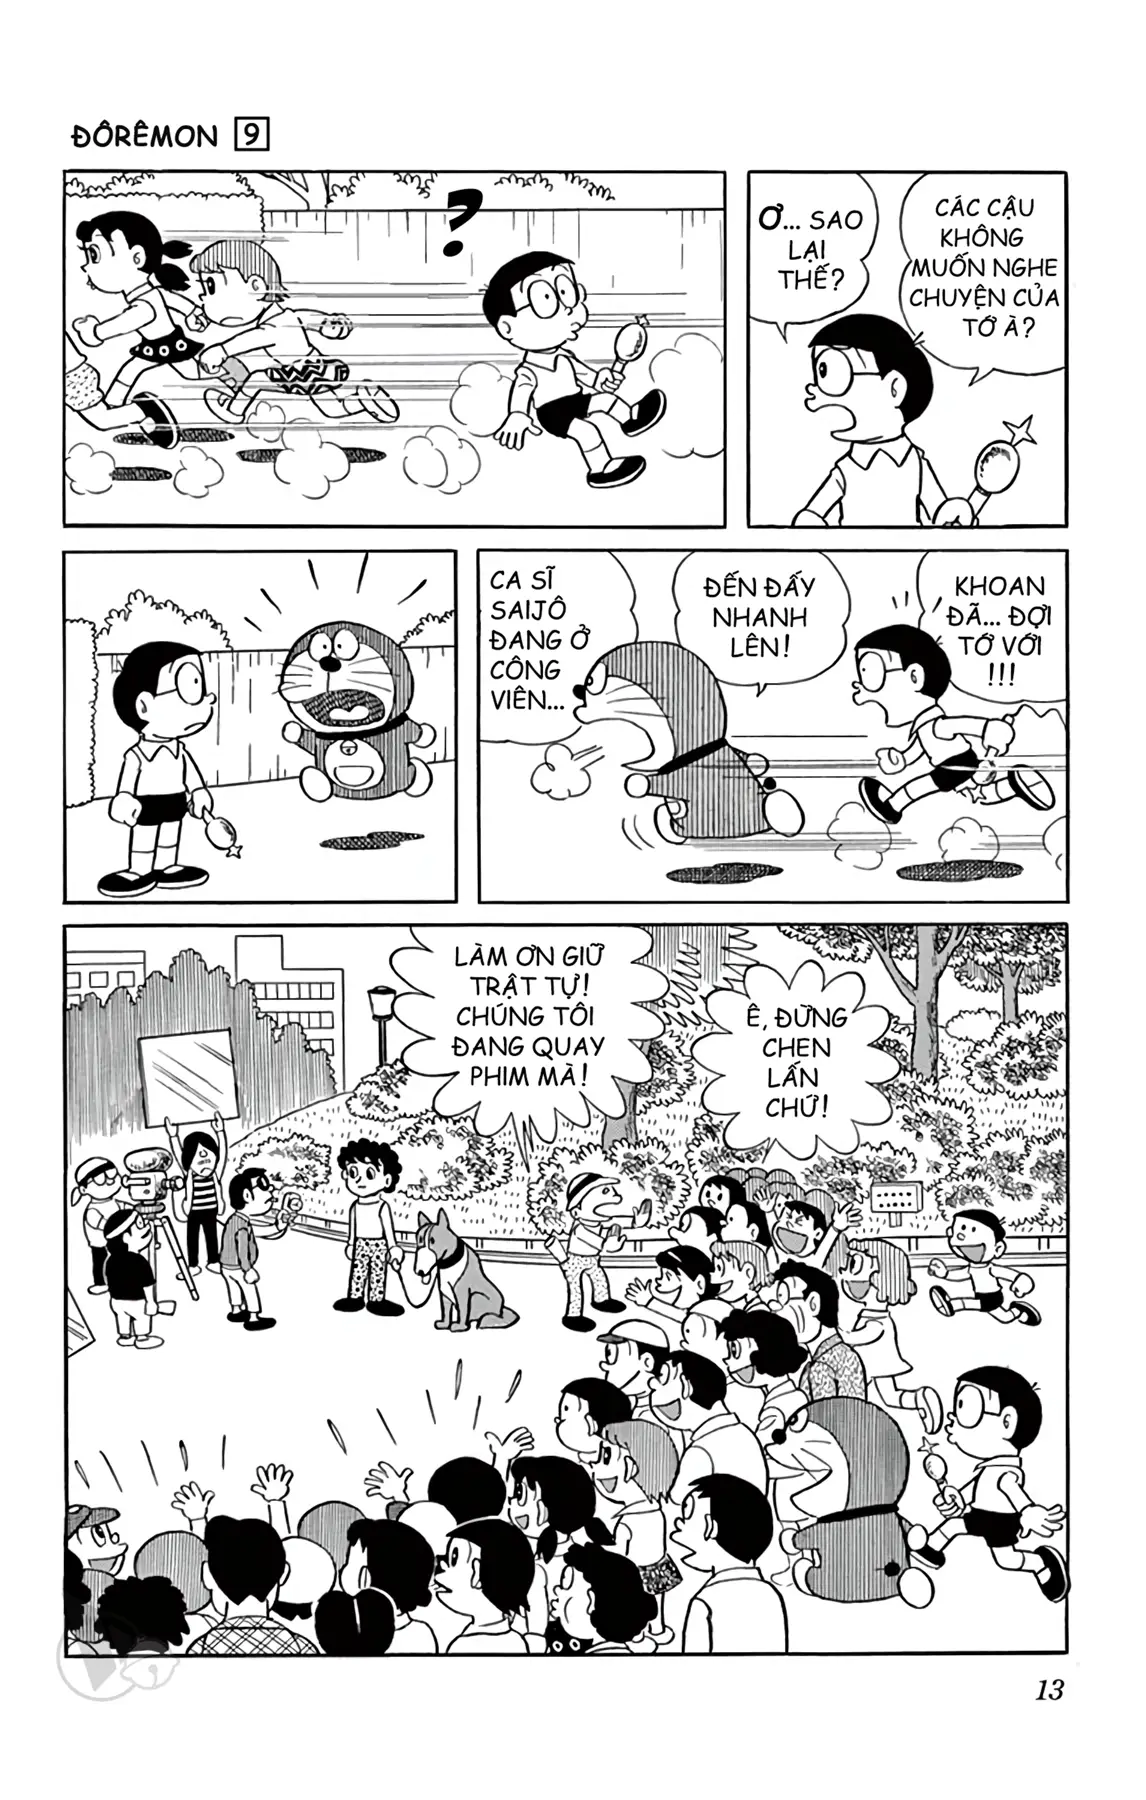 ĐÔRÊMON 9
?
Ơ... SAO
LẠI
THẾ?
CÁC CẬU
KHÔNG
MUỐN NGHE
CHUYỆN CỦA
TỚ À?
CA SĨ
SAIJÔ
ĐANG Ở
CÔNG
VIÊN...
ĐẾN ĐẤY
NHANH
LÊN!
KHOAN
ĐÃ... ĐỢI
TỚ VỚI
!!!
LÀM ƠN GIỮ
TRẬT TỰ!
CHÚNG TÔI
ĐANG QUAY
PHIM MÀ!
Ê, ĐỪNG
CHEN
LẤN
CHỨ!
13